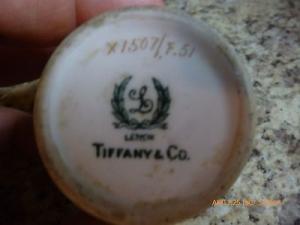 X1507/F.51
L
LENOX
TIFFANY & CO.